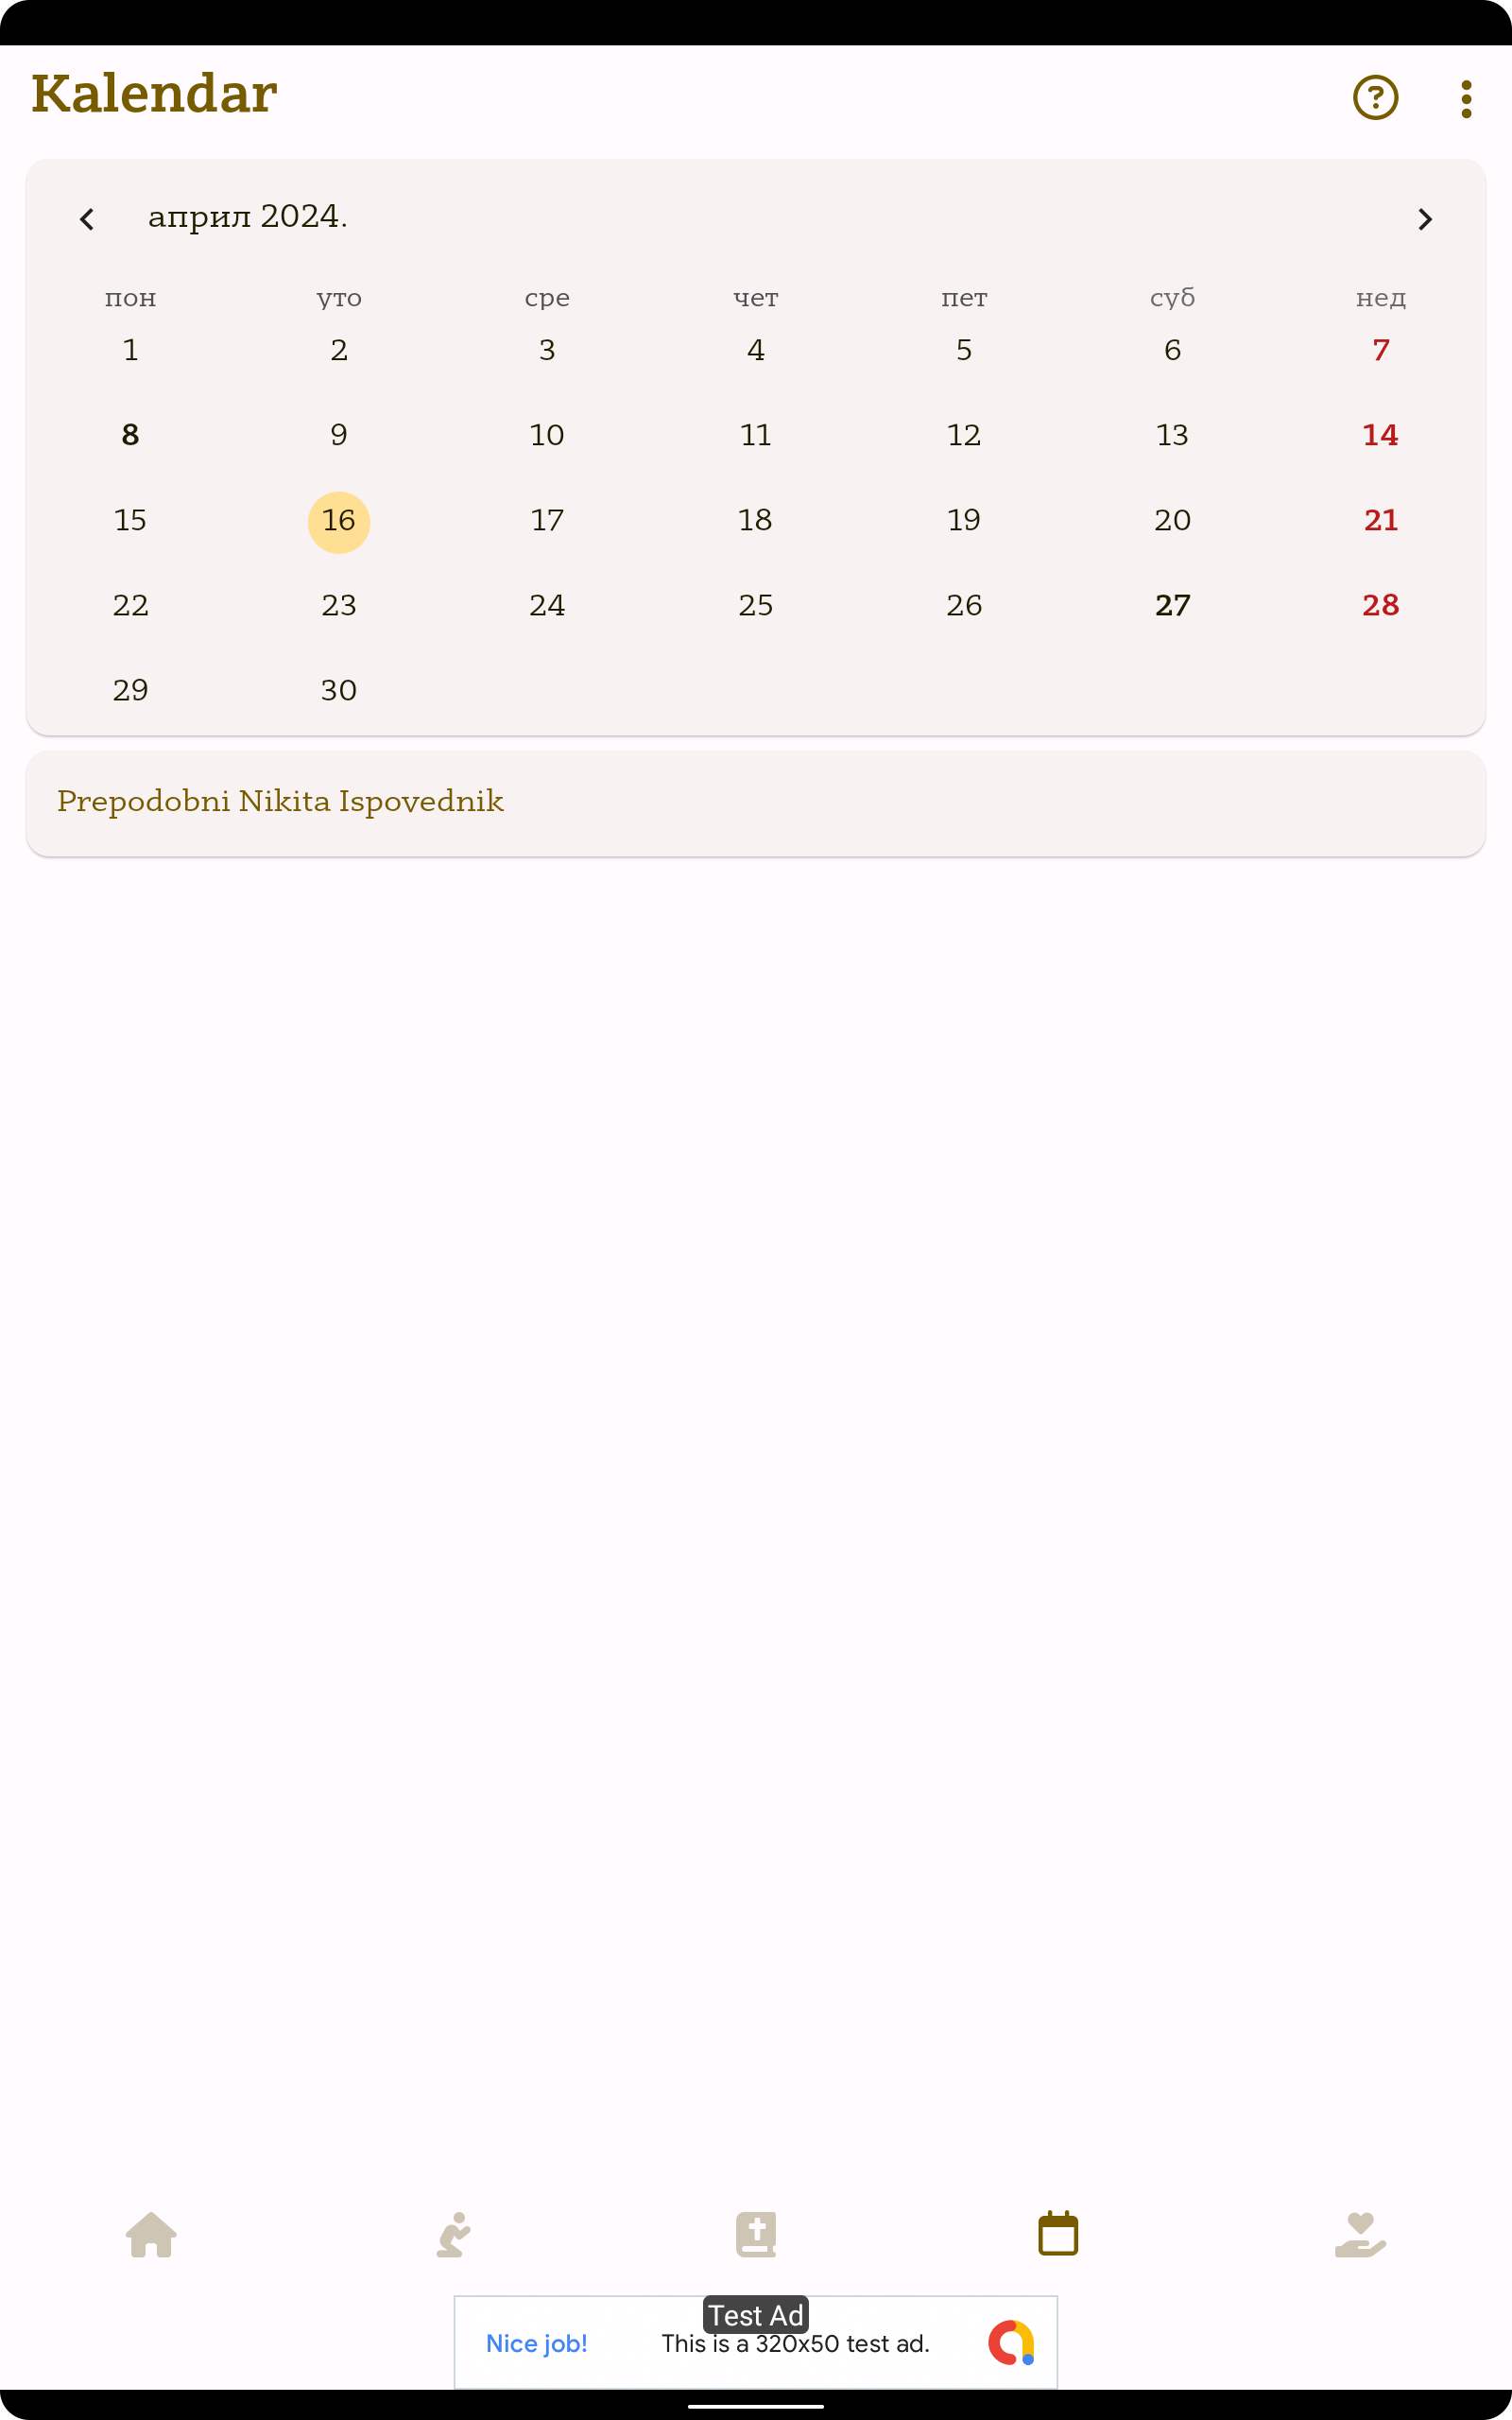 Kalendar
април 2024.
пон уто сре чет пет суб нед
1 2 3 4 5 6 7
8 9 10 11 12 13 14
15 16 17 18 19 20 21
22 23 24 25 26 27 28
29 30
Prepodobni Nikita Ispovednik
Test Ad
Nice job! This is a 320x50 test ad.